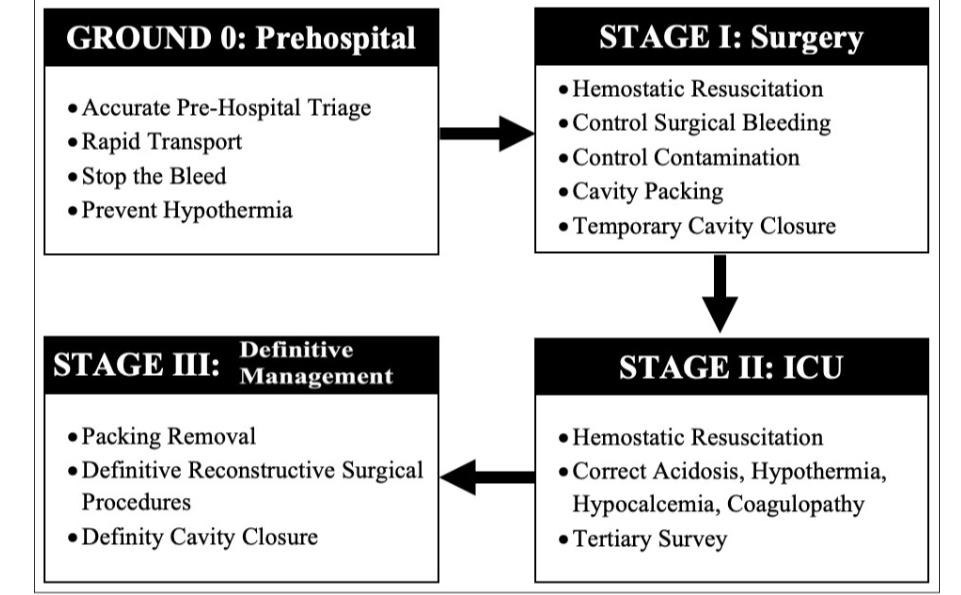 GROUND 0: Prehospital
• Accurate Pre-Hospital Triage
• Rapid Transport
• Stop the Bleed
• Prevent Hypothermia
STAGE I: Surgery
• Hemostatic Resuscitation
• Control Surgical Bleeding
• Control Contamination
• Cavity Packing
• Temporary Cavity Closure
STAGE II: ICU
• Hemostatic Resuscitation
• Correct Acidosis, Hypothermia,
Hypocalcemia, Coagulopathy
• Tertiary Survey
STAGE III: Definitive
Management
• Packing Removal
• Definitive Reconstructive Surgical
Procedures
• Definity Cavity Closure